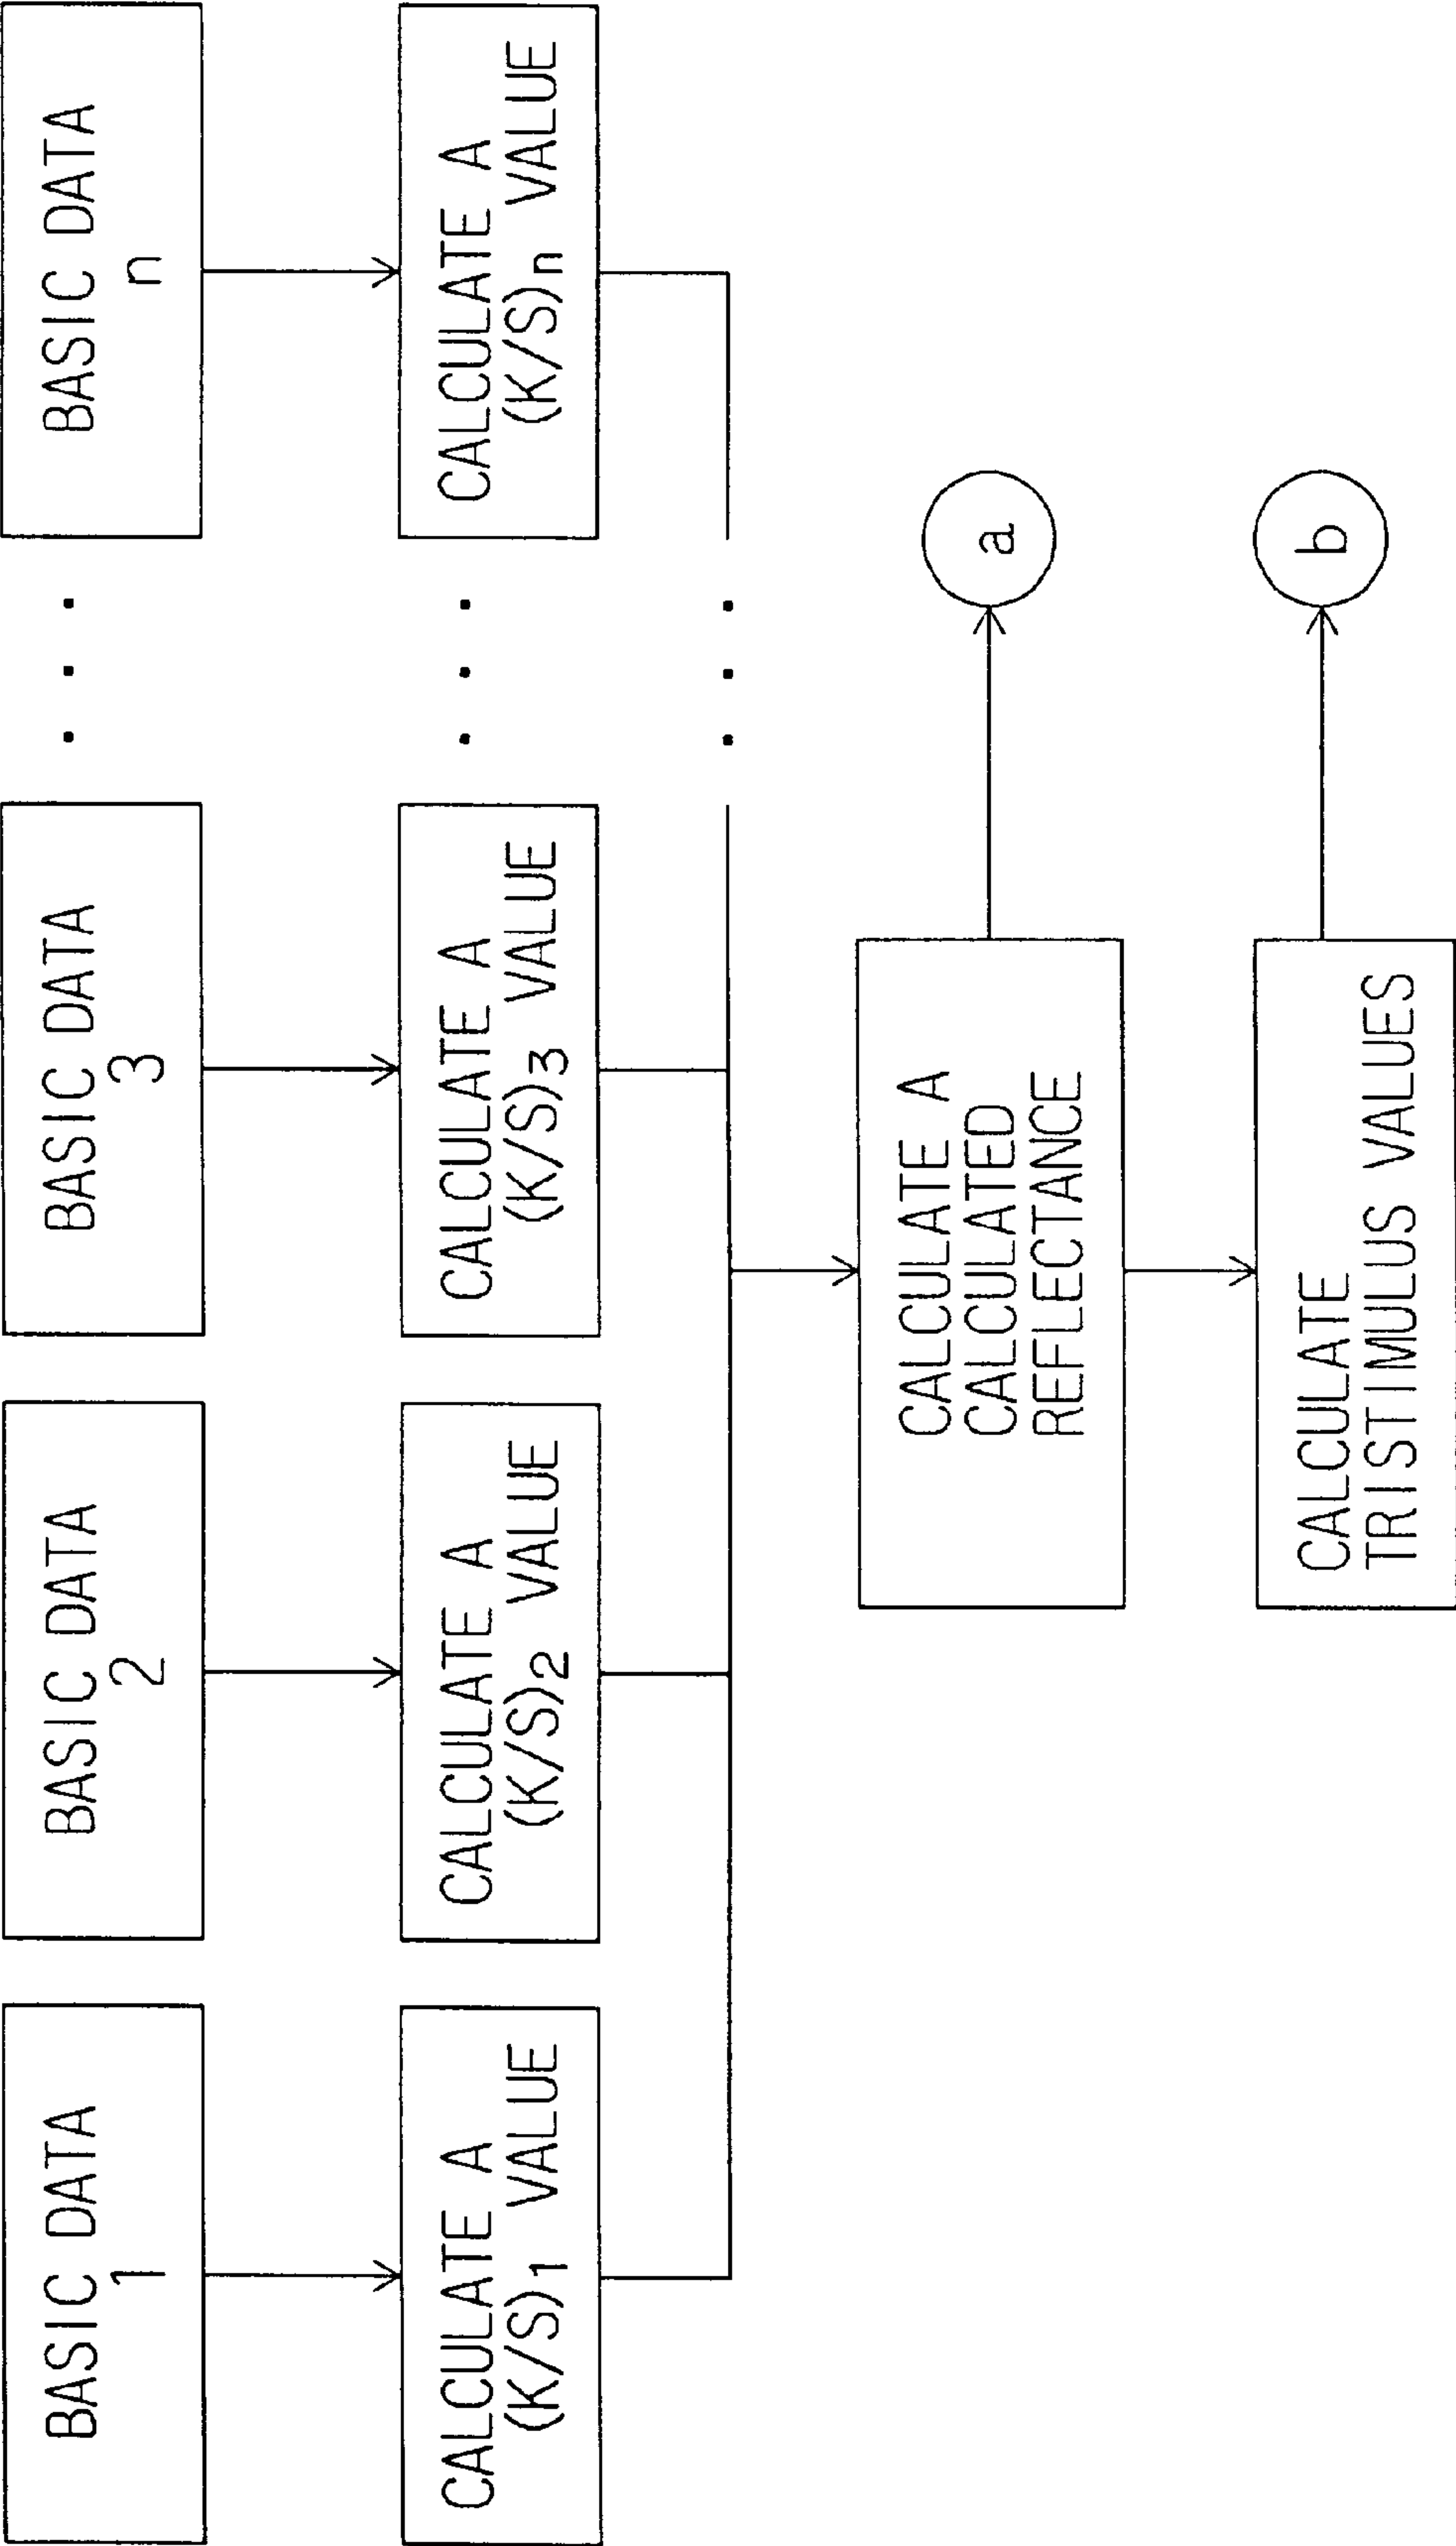 BASIC DATA
1
BASIC DATA
2
BASIC DATA
3
. . .
BASIC DATA
n
CALCULATE A
(K/S)1 VALUE
CALCULATE A
(K/S)2 VALUE
CALCULATE A
(K/S)3 VALUE
. . .
CALCULATE A
(K/S)n VALUE
. . .
CALCULATE A
CALCULATED
REFLECTANCE
a
CALCULATE
TRISTIMULUS VALUES
b